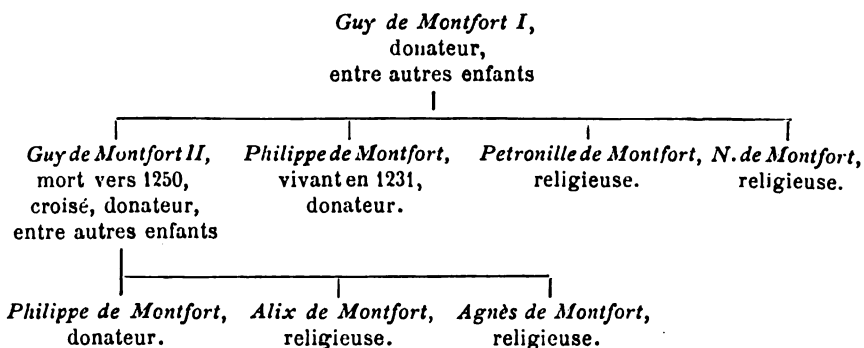 Guy de Montfort I,
donateur,
entre autres enfants
Guy de Montfort II, Philippe de Montfort, Petronille de Montfort, N. de Montfort,
mort vers 1250, vivant en 1231, religieuse. religieuse.
croisé, donateur, donateur.
entre autres enfants
Philippe de Montfort, Alix de Montfort, Agnès de Montfort,
donateur. religieuse. religieuse.